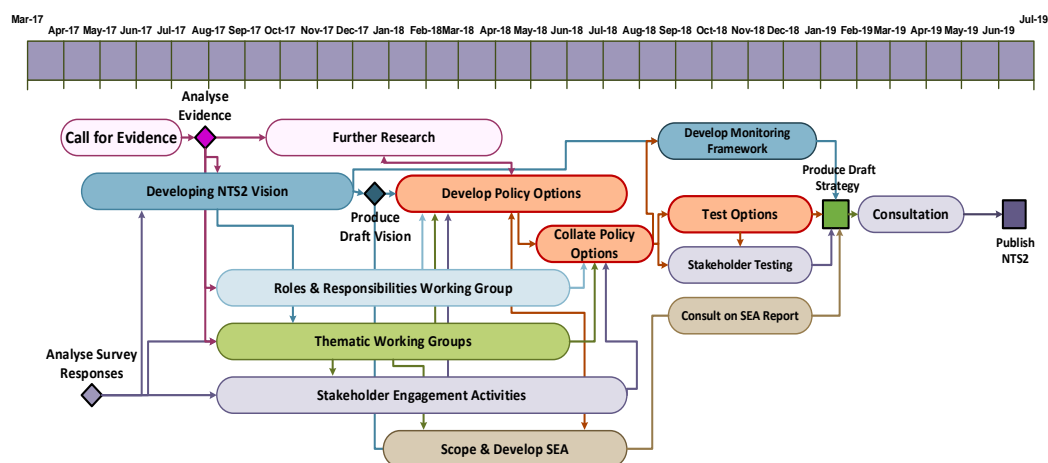 Mar-17
Jul-19
Apr-17 May-17 Jun-17 Jul-17 Aug-17 Sep-17 Oct-17 Nov-17 Dec-17 Jan-18 Feb-18 Mar-18 Apr-18 May-18 Jun-18 Jul-18 Aug-18 Sep-18 Oct-18 Nov-18 Dec-18 Jan-19 Feb-19 Mar-19 Apr-19 May-19 Jun-19
Analyse
Evidence
Call for Evidence
Further Research
Develop Monitoring
Framework
Developing NTS2 Vision
Produce
Draft Vision
Develop Policy Options
Produce Draft
Strategy
Collate Policy
Options
Test Options
Consultation
Publish
NTS2
Stakeholder Testing
Roles & Responsibilities Working Group
Consult on SEA Report
Thematic Working Groups
Analyse Survey
Responses
Stakeholder Engagement Activities
Scope & Develop SEA